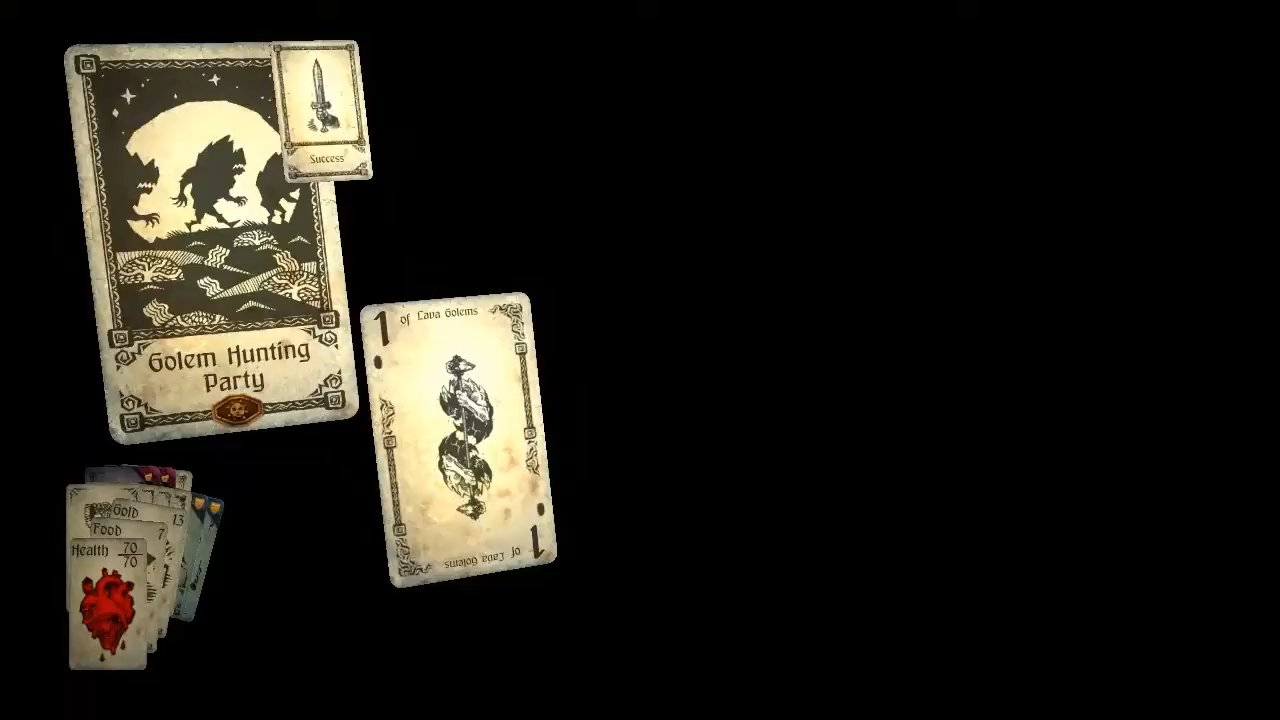 Success
Golem Hunting
Party
1 of Lava Golems
1 of Lava Golems
Gold 13
Food 7
Health 70
70